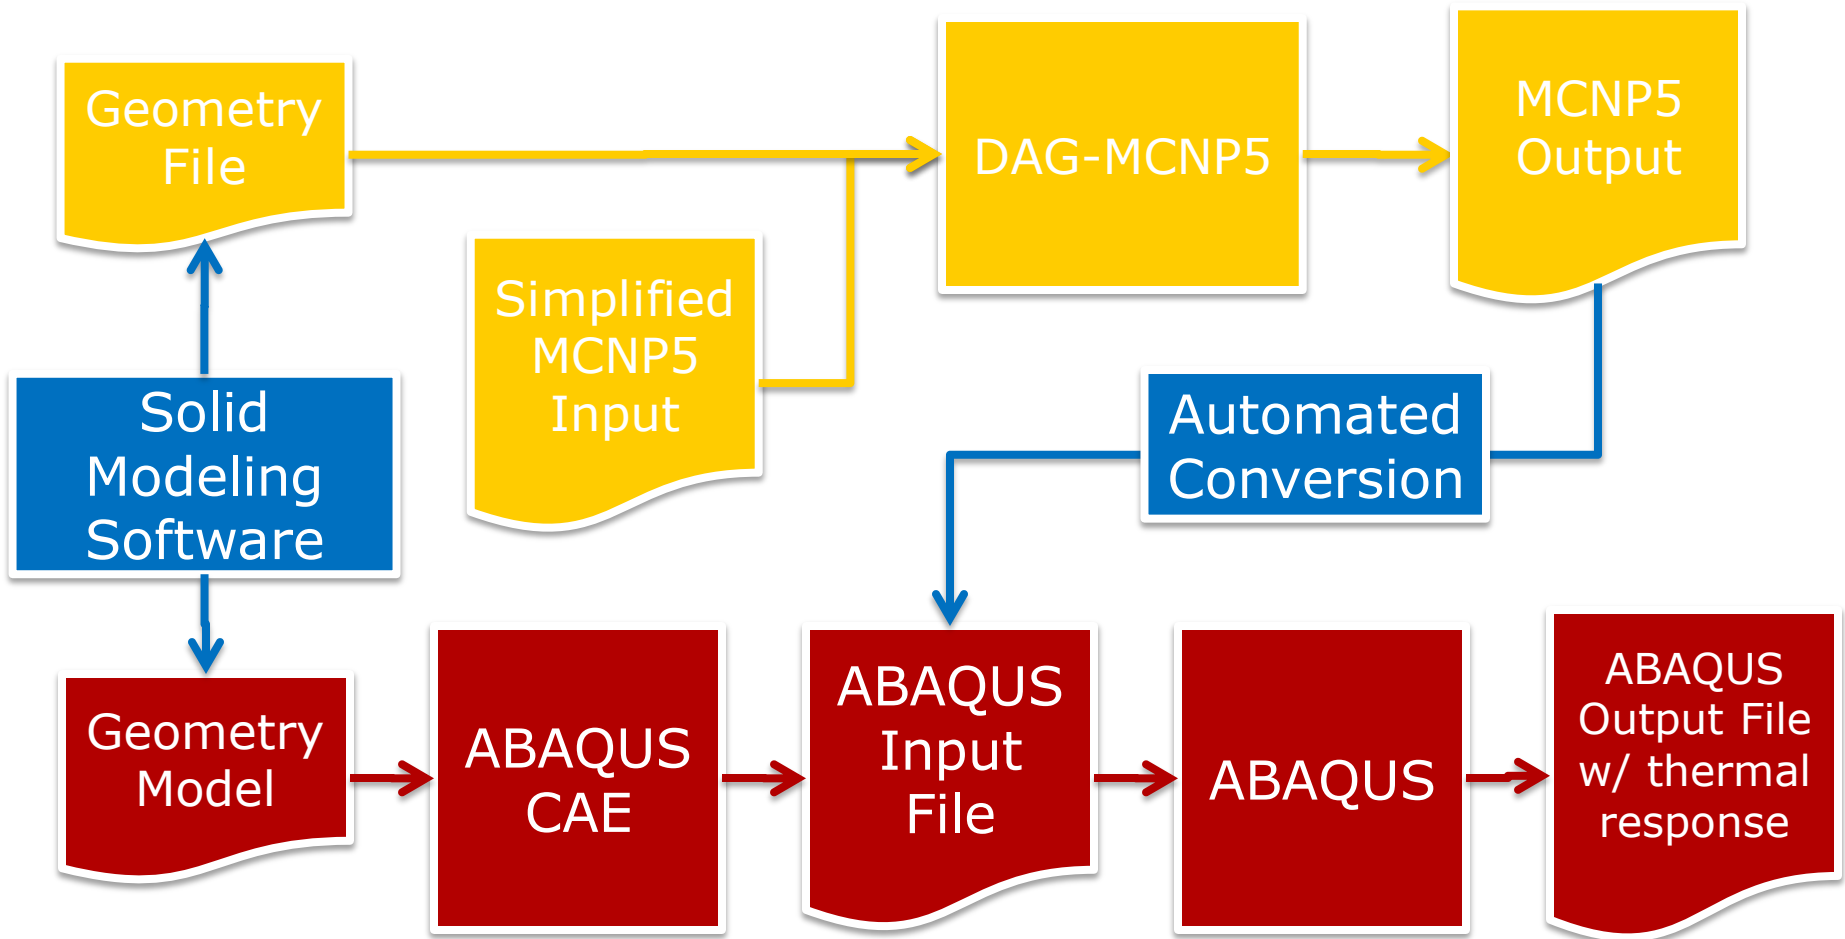 Geometry
File
DAG-MCNP5
MCNP5
Output
Simplified
MCNP5
Input
Solid
Modeling
Software
Automated
Conversion
Geometry
Model
ABAQUS
CAE
ABAQUS
Input
File
ABAQUS
ABAQUS
Output File
w/ thermal
response